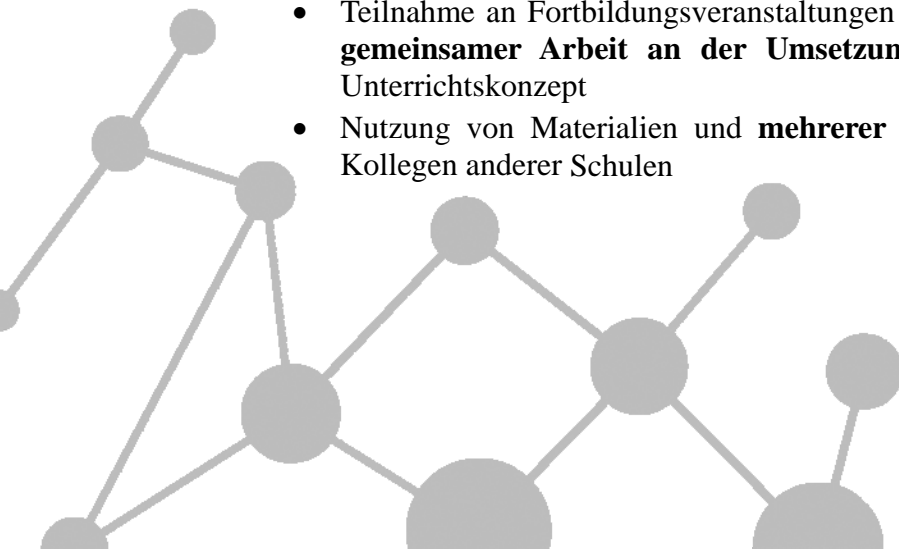 • Teilnahme an Fortbildungsveranstaltungen
gemeinsamer Arbeit an der Umsetzun
Unterrichtskonzept
• Nutzung von Materialien und mehrerer
Kollegen anderer Schulen